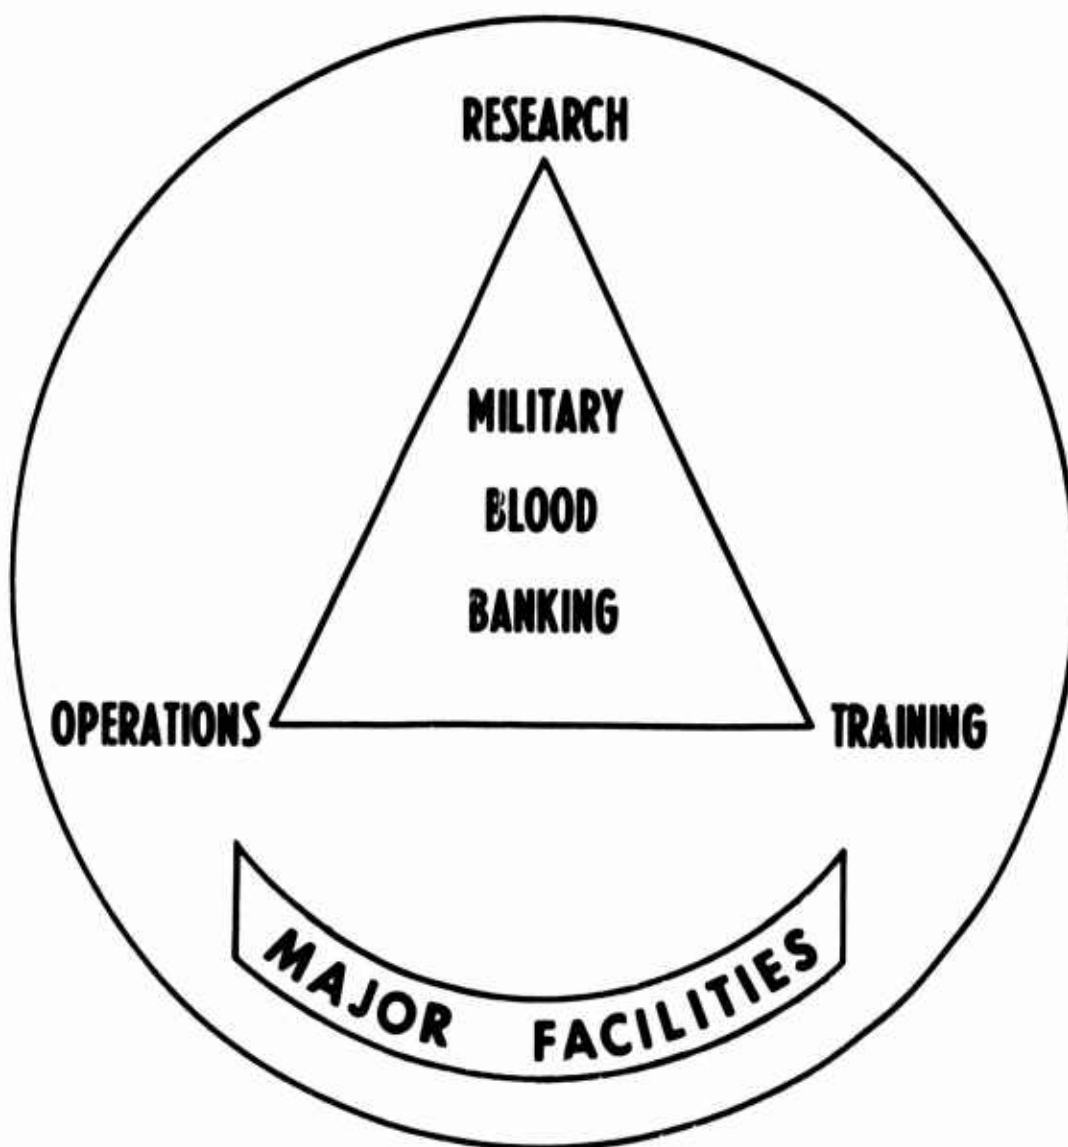 RESEARCH
MILITARY
BLOOD
BANKING
OPERATIONS
TRAINING
MAJOR FACILITIES